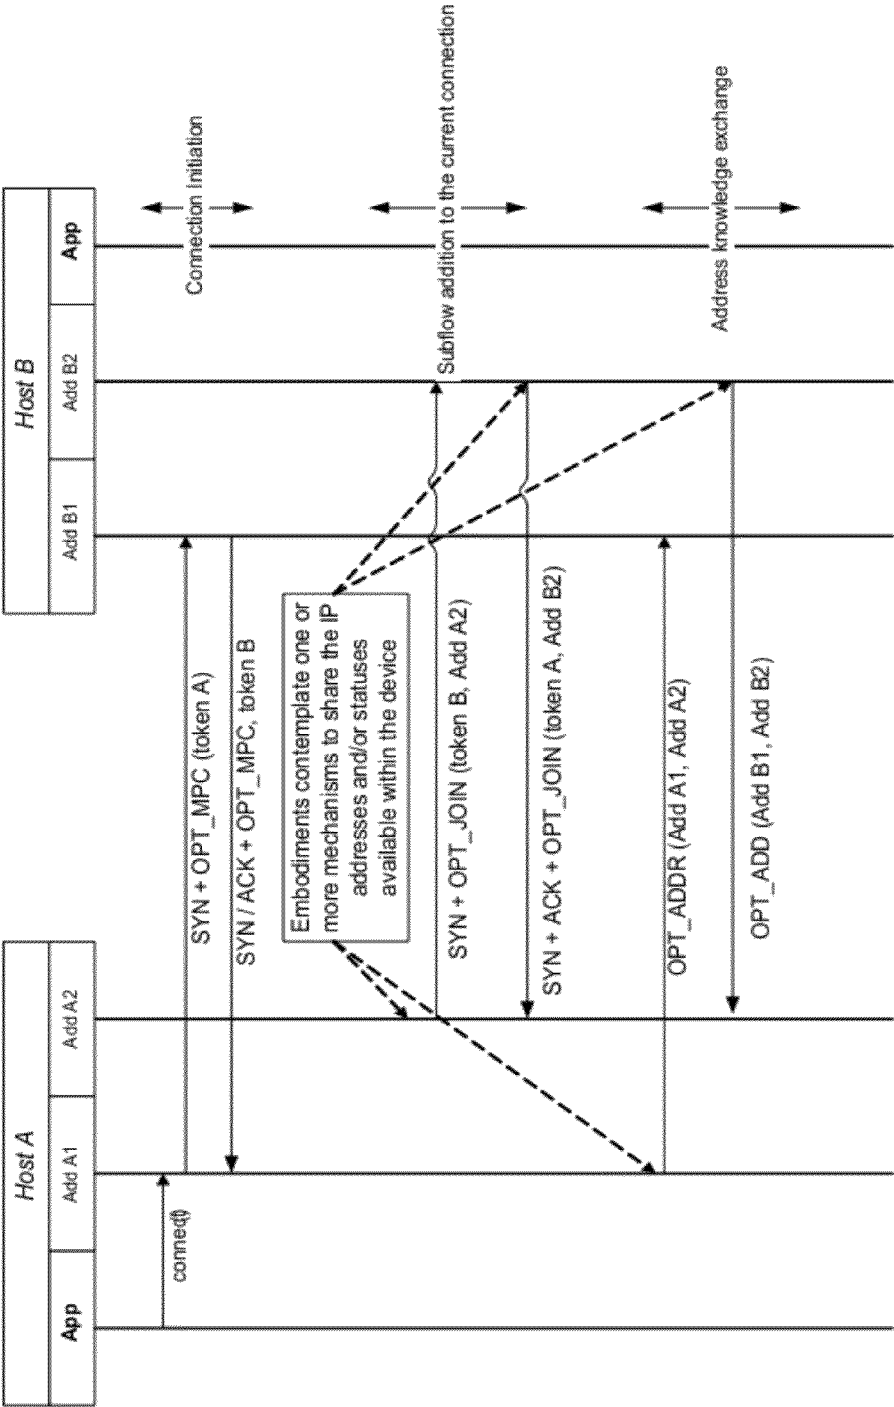 Host A
Host B
App
Add A1
Add A2
Add B1
Add B2
App
connect()
SYN + OPT_MPC (token A)
Connection Initiation
SYN / ACK + OPT_MPC, token B
Embodiments contemplate one or
more mechanisms to share the IP
addresses and/or statuses
available within the device
SYN + OPT_JOIN (token B, Add A2)
Subflow addition to the current connection
SYN + ACK + OPT_JOIN (token A, Add B2)
OPT_ADDR (Add A1, Add A2)
Address knowledge exchange
OPT_ADD (Add B1, Add B2)